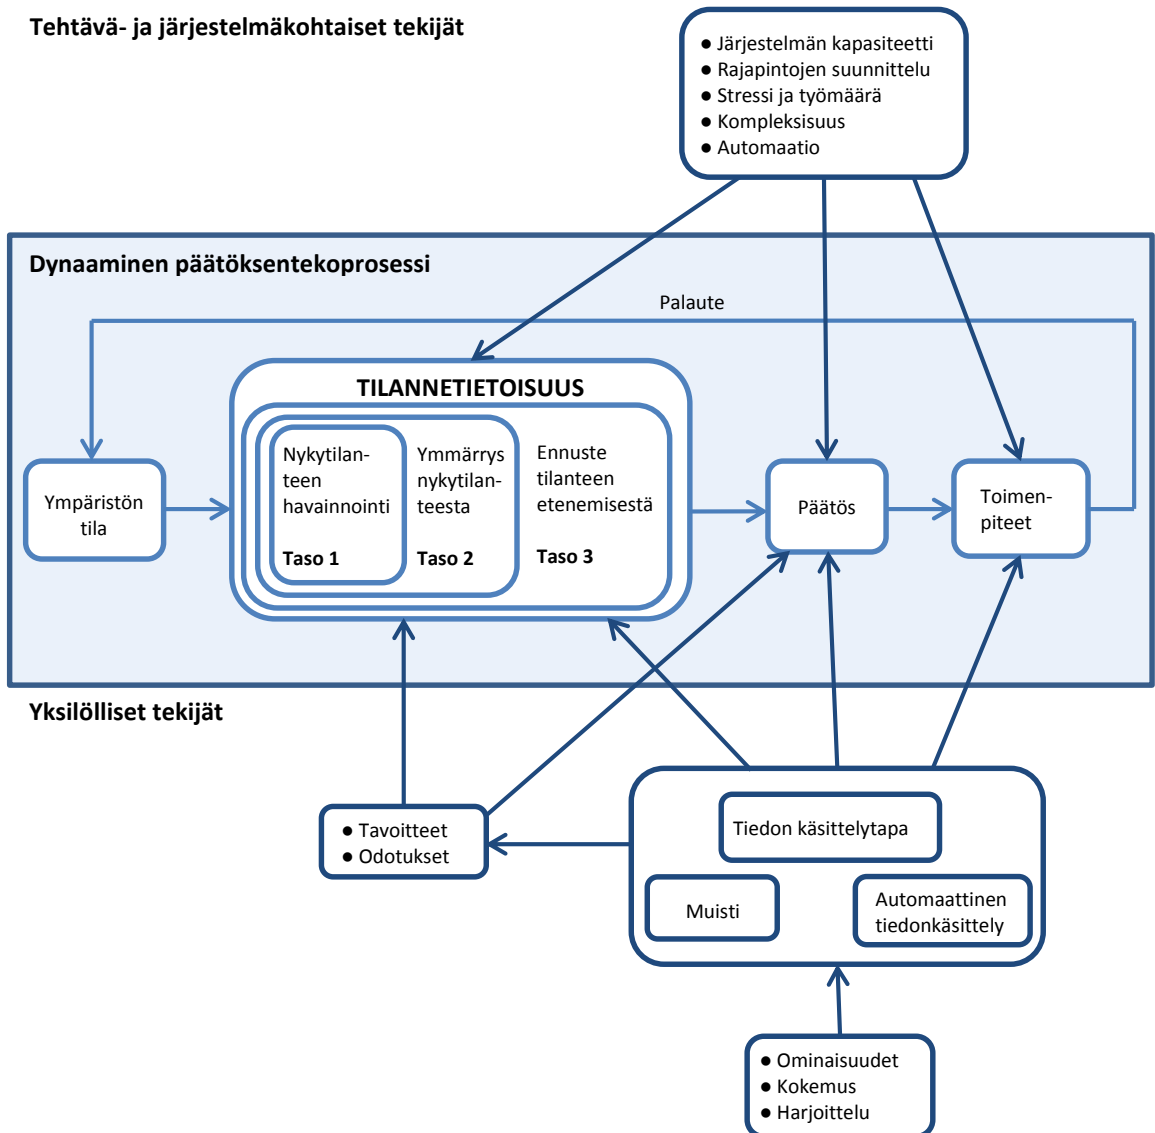 Tehtävä- ja järjestelmäkohtaiset tekijät
● Järjestelmän kapasiteetti
● Rajapintojen suunnittelu
● Stressi ja työmäärä
● Kompleksisuus
● Automaatio
Dynaaminen päätöksentekoprosessi
Palaute
Ympäristön
tila
TILANNETIETOISUUS
Nykytilan-
teen
havainnointi
Taso 1
Ymmärrys
nykytilan-
teesta
Taso 2
Ennuste
tilanteen
etenemisestä
Taso 3
Päätös
Toimen-
piteet
Yksilölliset tekijät
● Tavoitteet
● Odotukset
Tiedon käsittelytapa
Muisti
Automaattinen
tiedonkäsittely
● Ominaisuudet
● Kokemus
● Harjoittelu